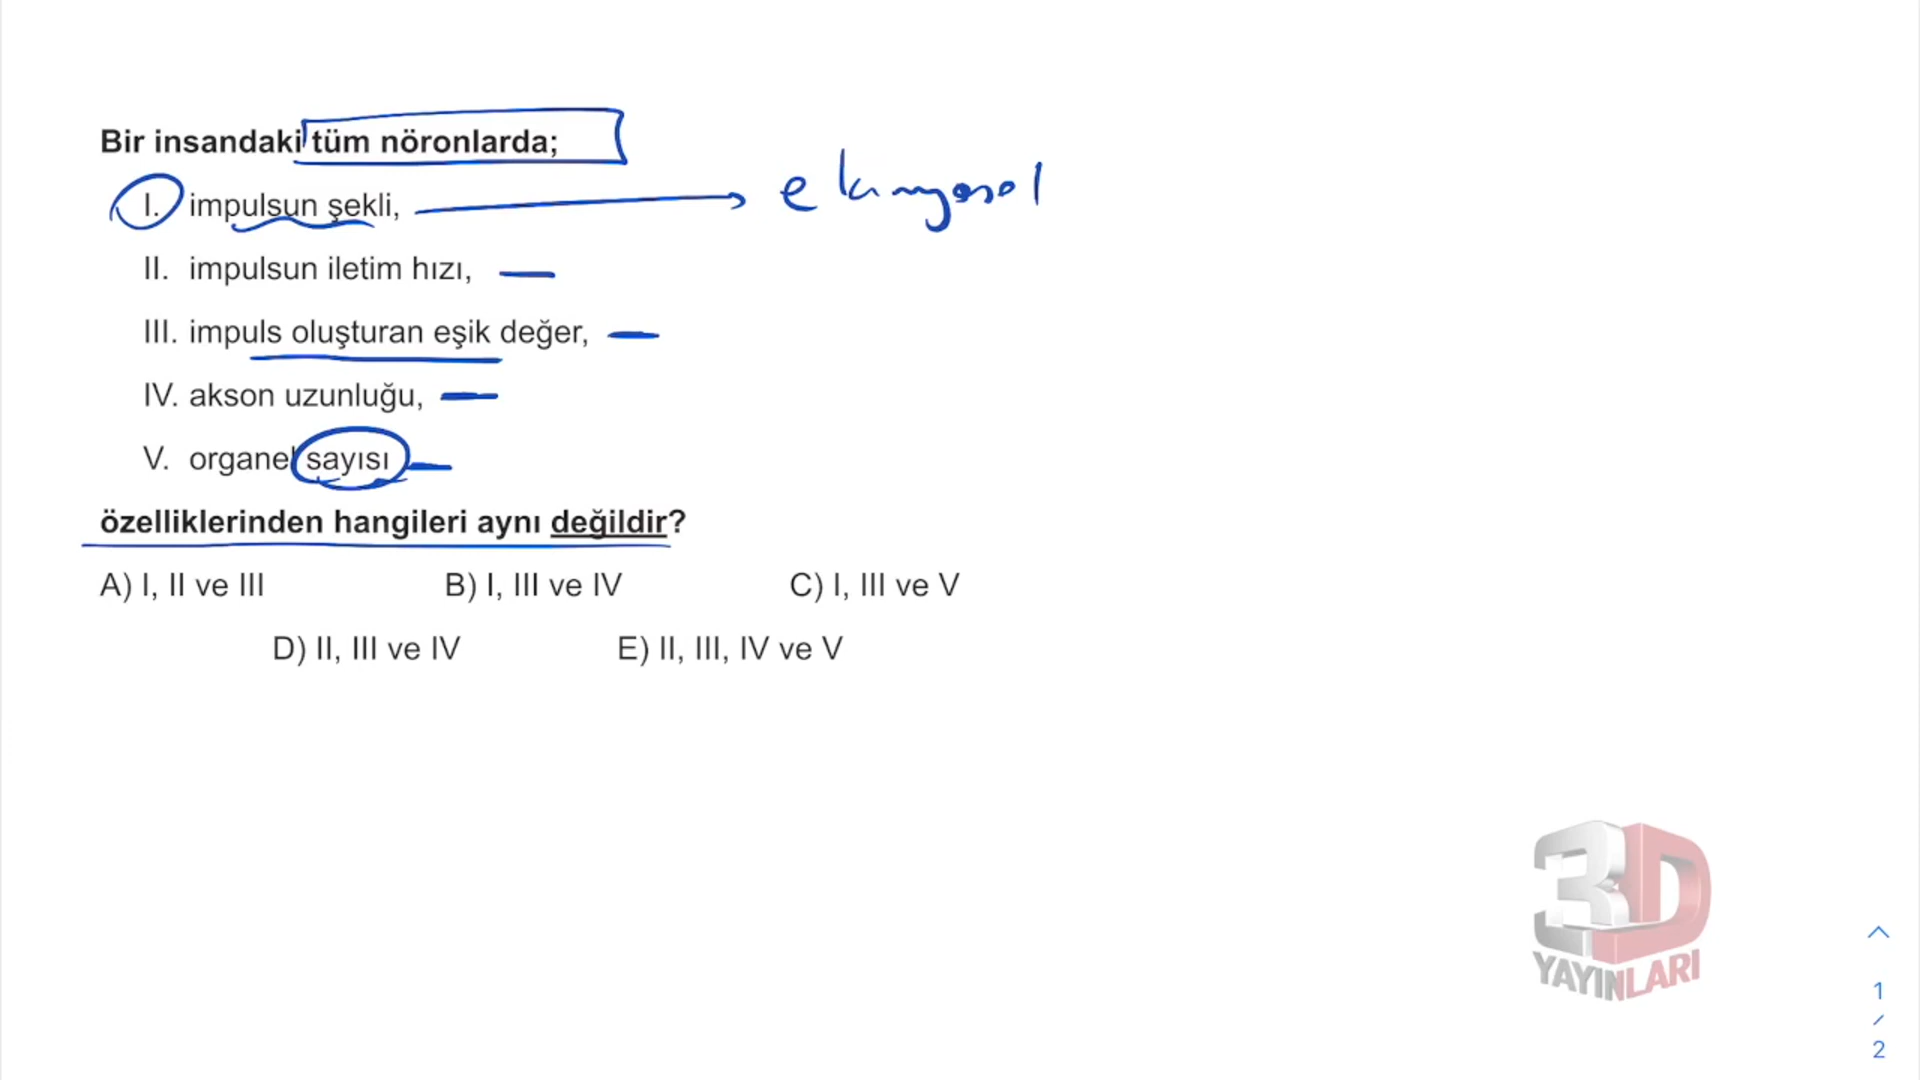 Bir insandaki tüm nöronlarda;
I. impulsun şekli,
II. impulsun iletim hızı,
III. impuls oluşturan eşik değer,
IV. akson uzunluğu,
V. organel sayısı
özelliklerinden hangileri aynı değildir?
A) I, II ve III B) I, III ve IV C) I, III ve V
D) II, III ve IV E) II, III, IV ve V
3D
YAYINLARI
1
/
2